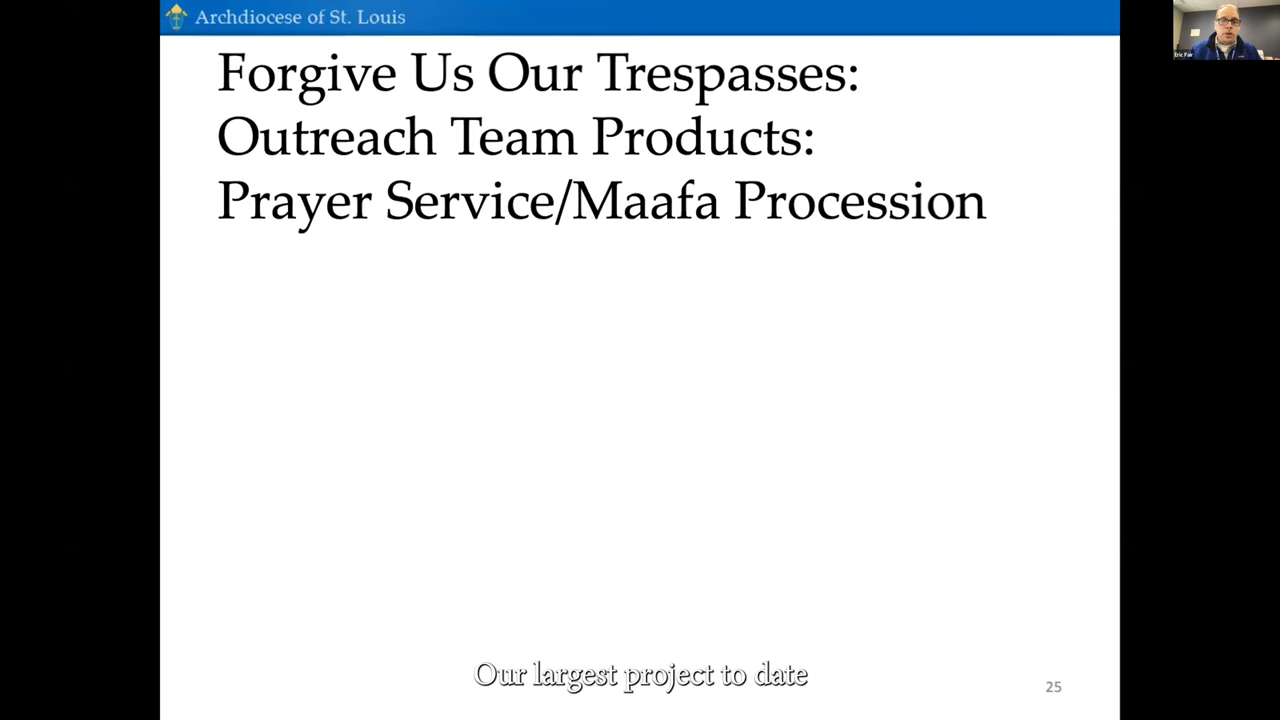 Archdiocese of St. Louis
Forgive Us Our Trespasses:
Outreach Team Products:
Prayer Service/Maafa Procession
Our largest project to date
25